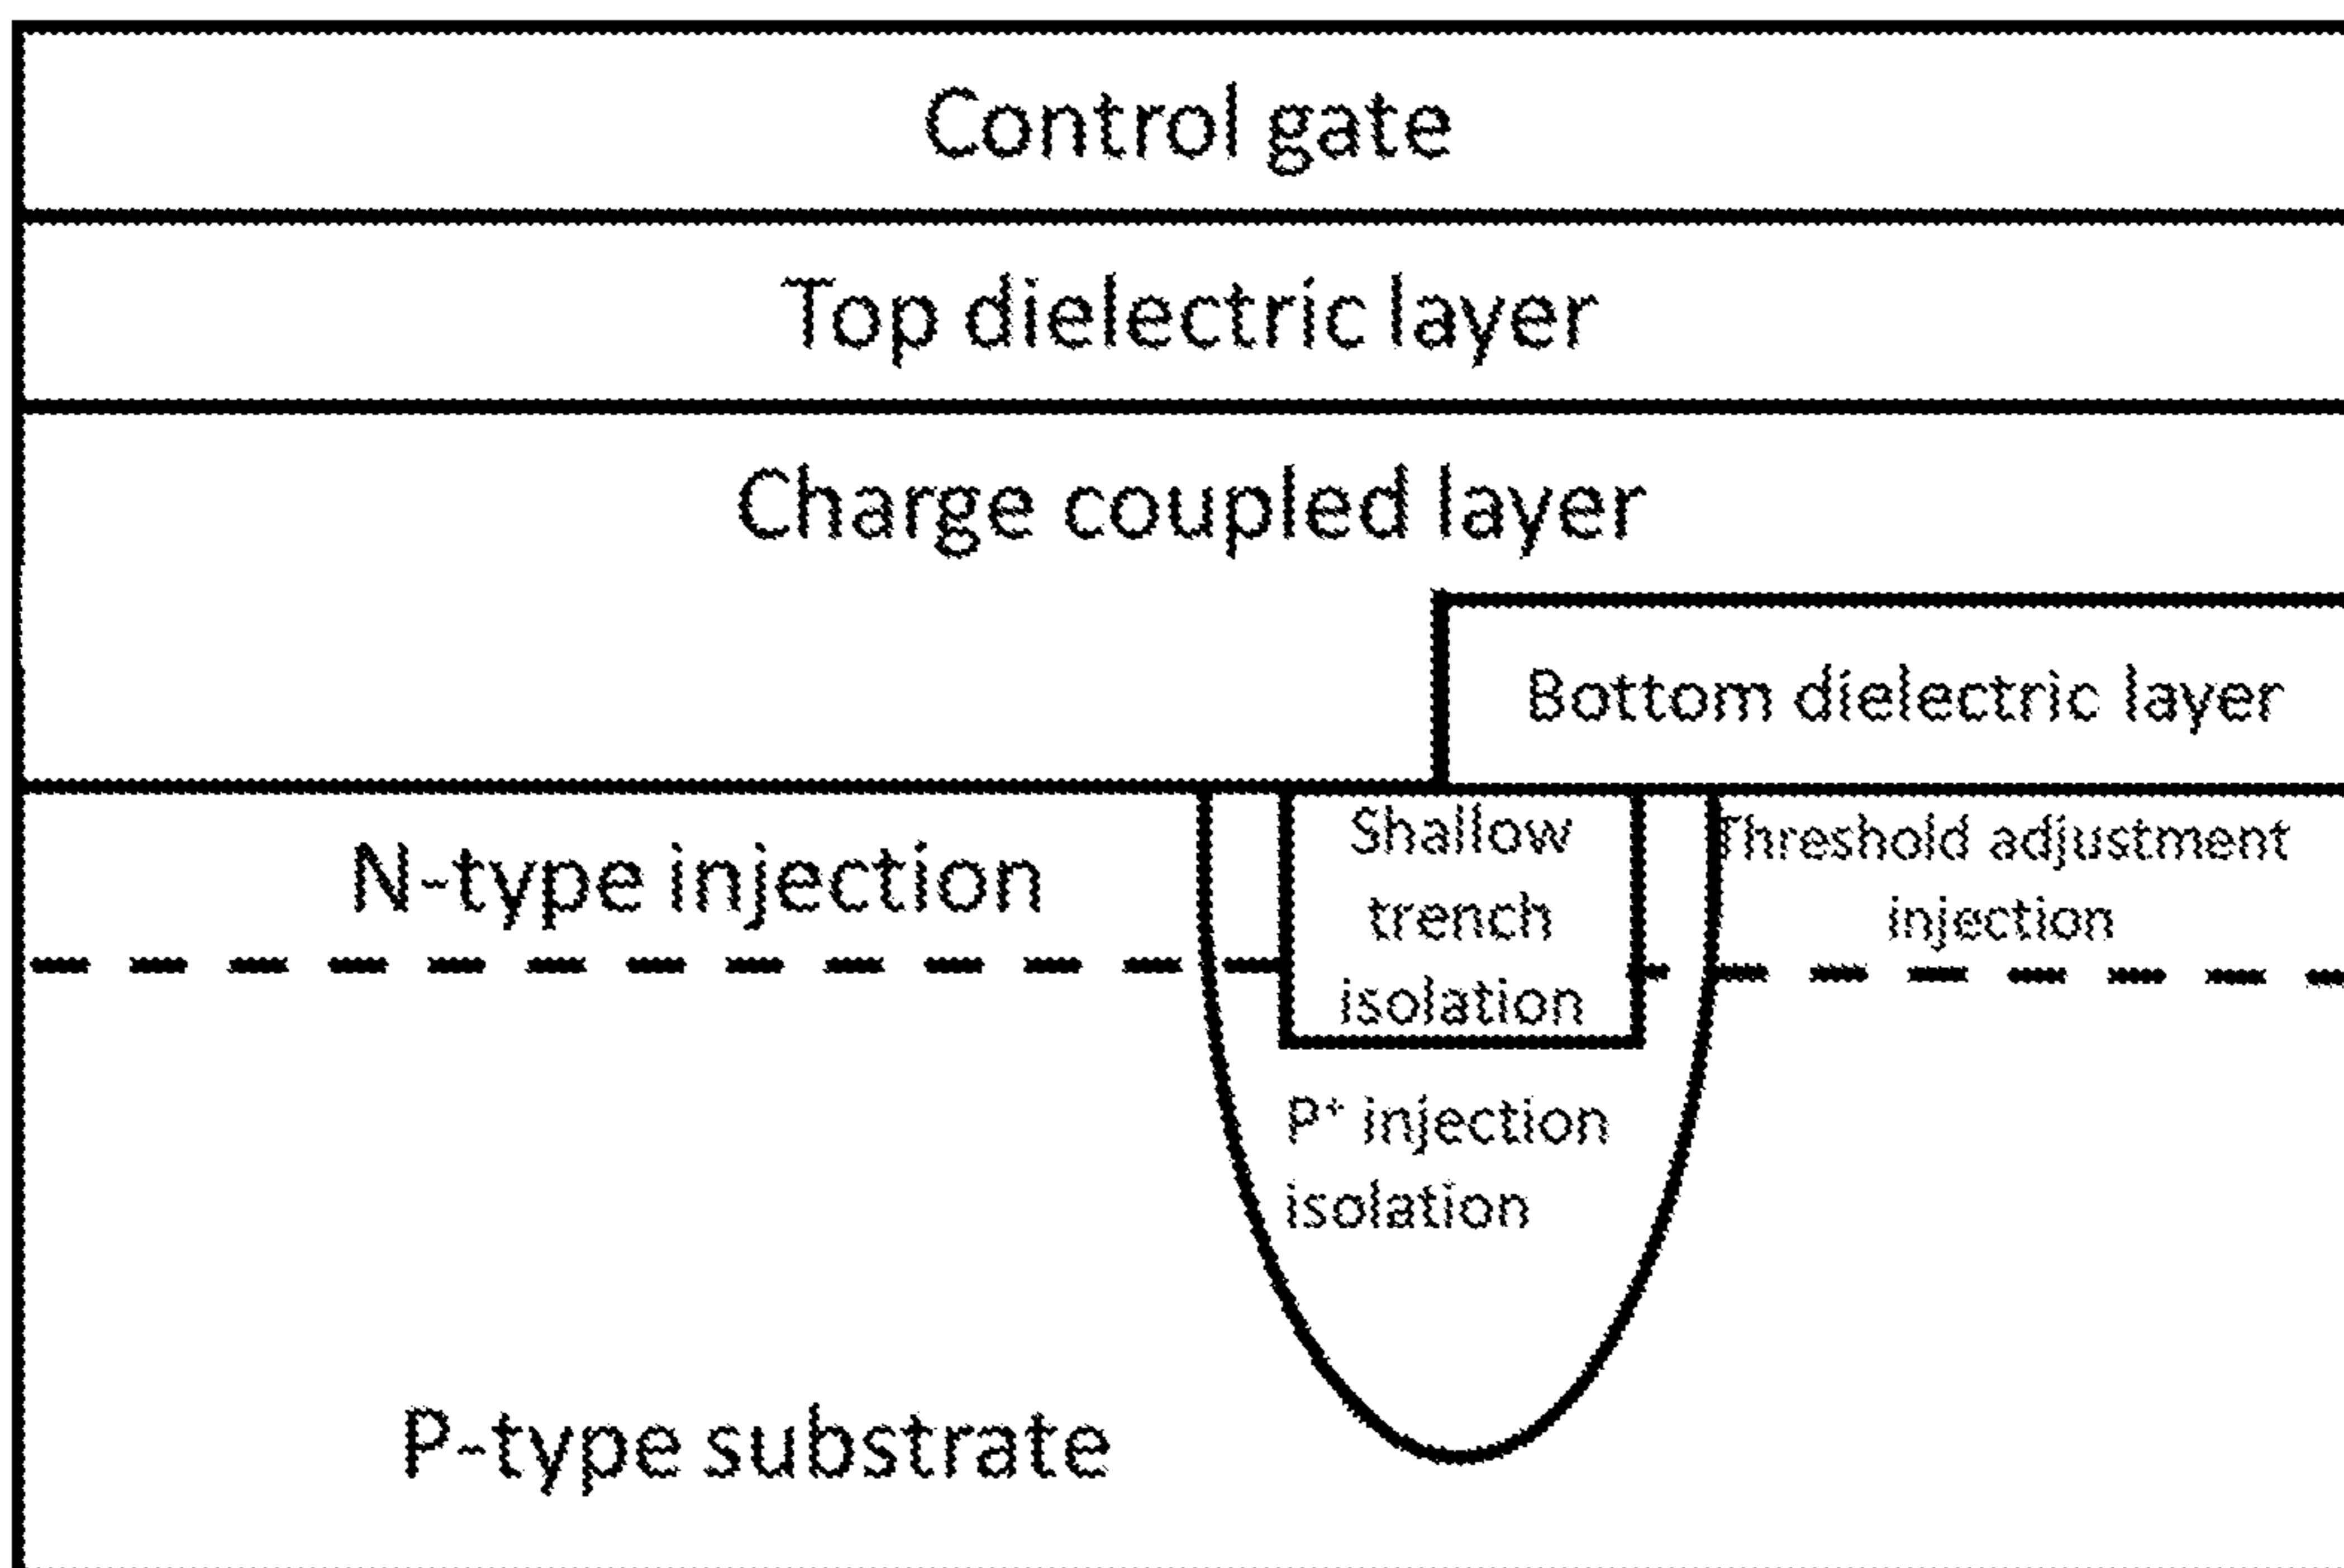 Control gate
Top dielectric layer
Charge coupled layer
Bottom dielectric layer
N-type injection
Shallow
trench
isolation
Threshold adjustment
injection
P⁺ injection
isolation
P-type substrate